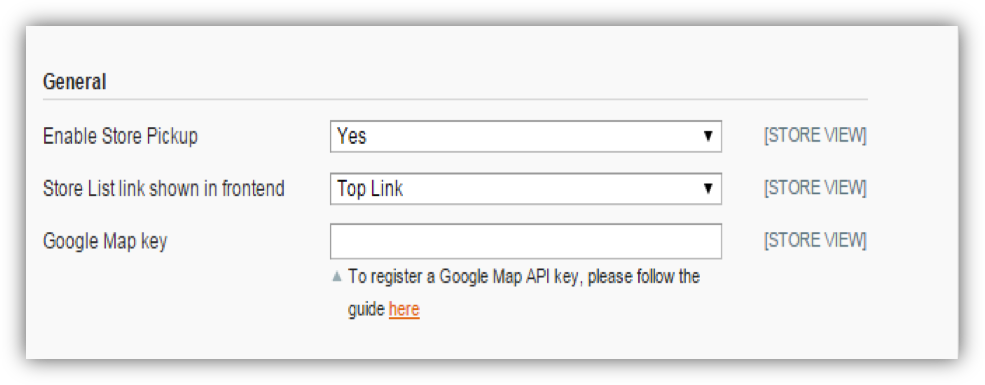 General
Enable Store Pickup Yes [STORE VIEW]
Store List link shown in frontend Top Link [STORE VIEW]
Google Map key [STORE VIEW]
To register a Google Map API key, please follow the
guide here